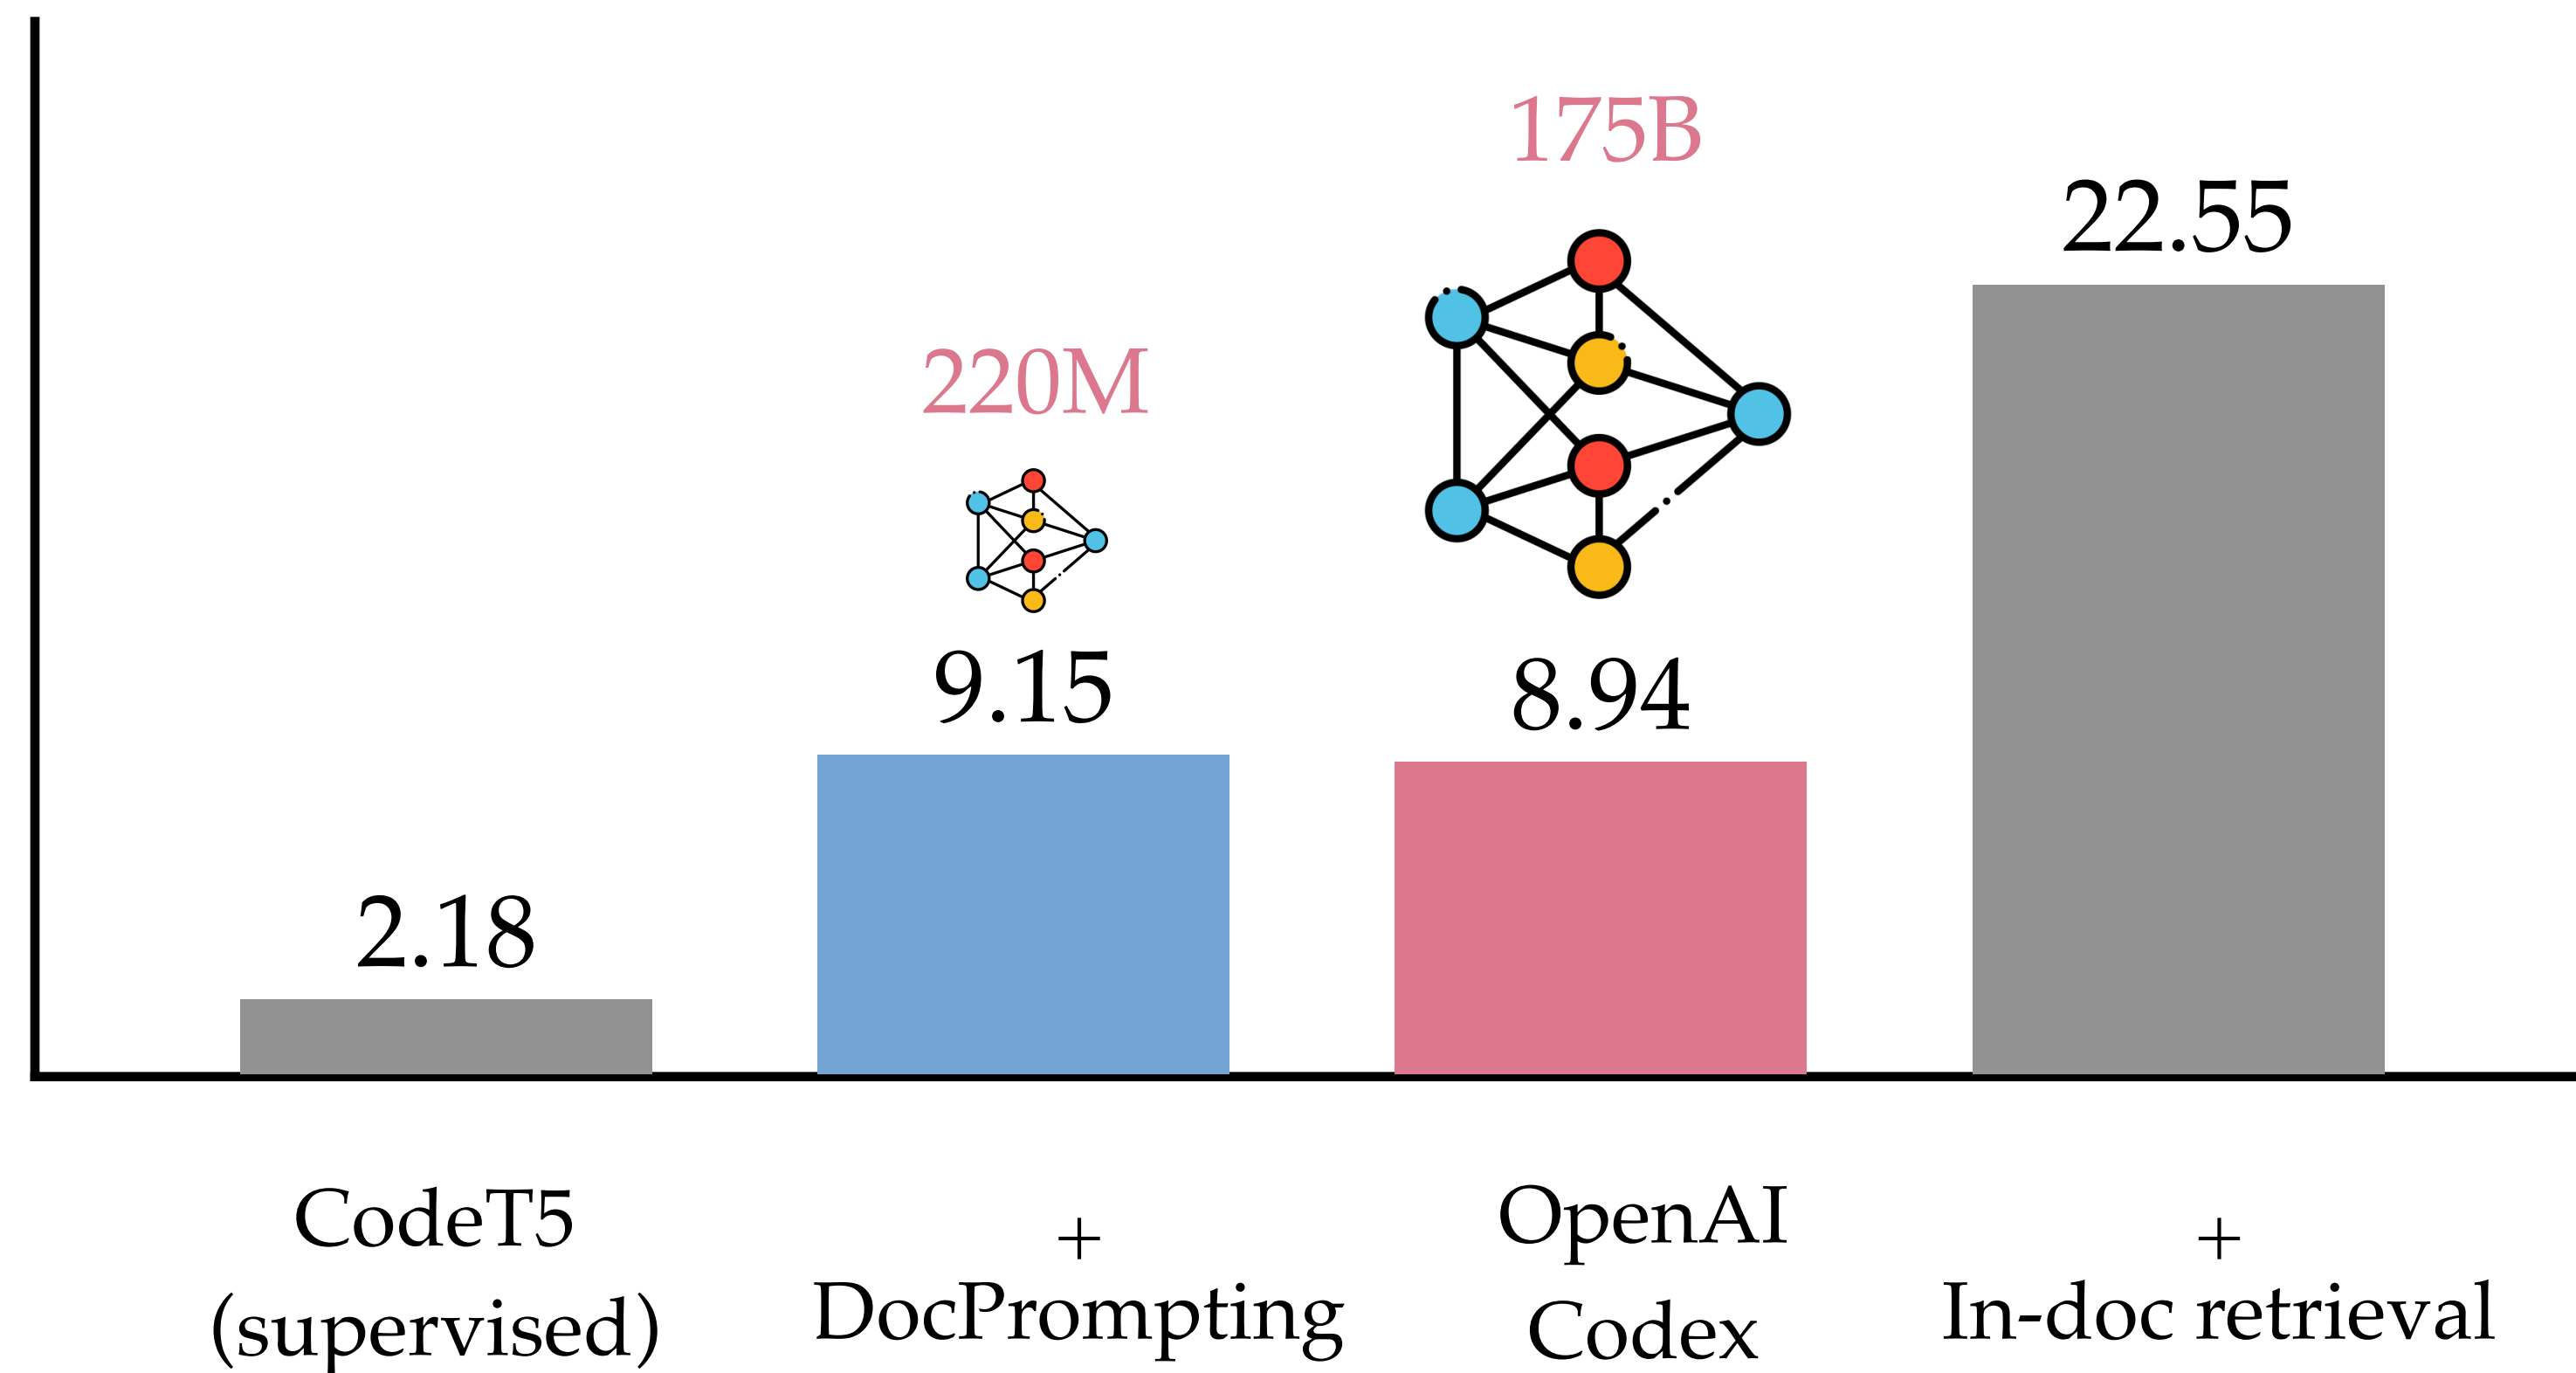 175B
22.55
220M
9.15
8.94
2.18
CodeT5
(supervised)
+
DocPrompting
OpenAI
Codex
+
In-doc retrieval